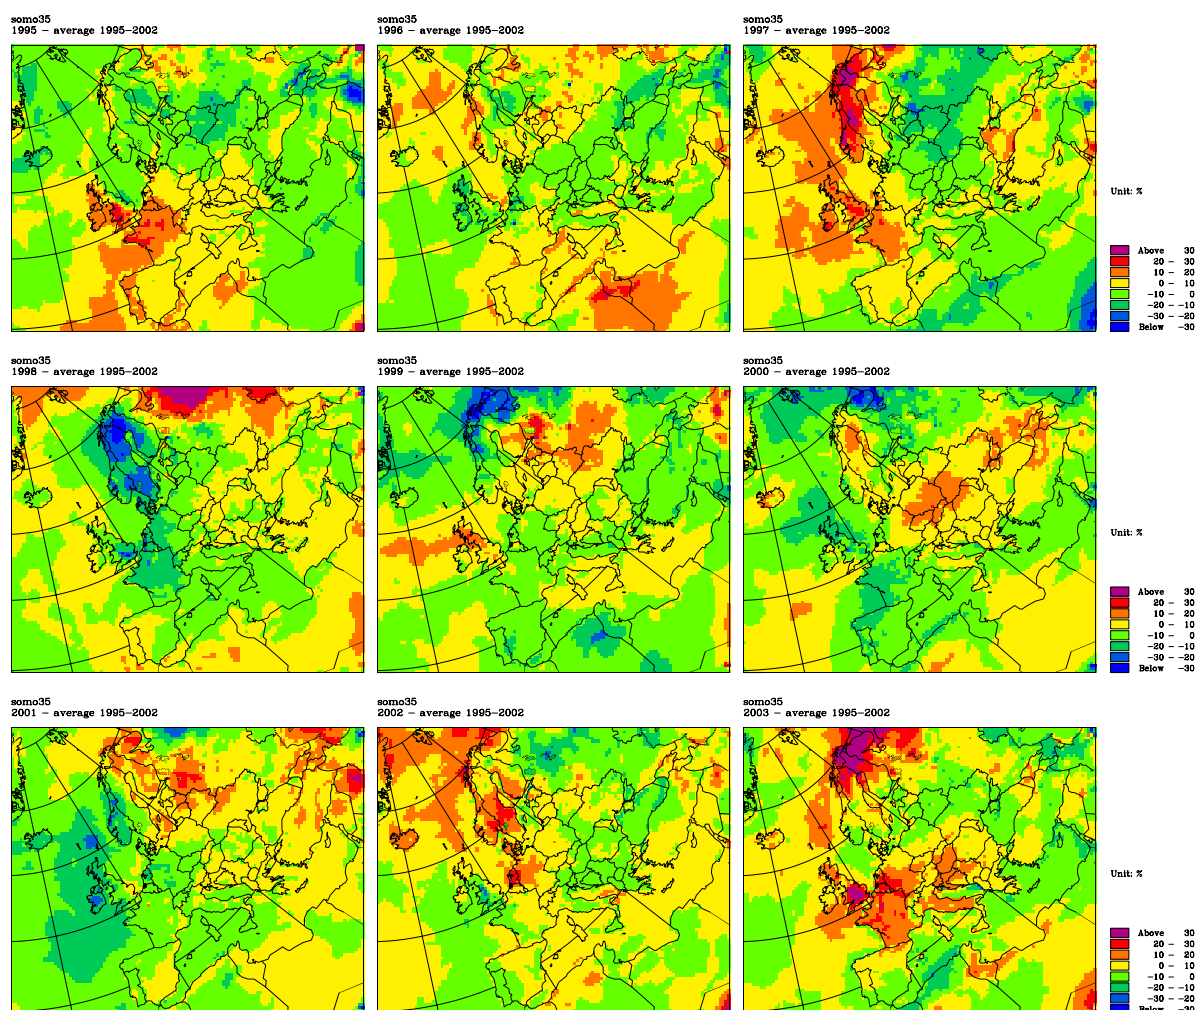 somo35
1995 - average 1995-2002
somo35
1996 - average 1995-2002
somo35
1997 - average 1995-2002
Unit: %
Above 30
20 - 30
10 - 20
0 - 10
-10 - 0
-20 - -10
-30 - -20
Below -30
somo35
1998 - average 1995-2002
somo35
1999 - average 1995-2002
somo35
2000 - average 1995-2002
Unit: %
Above 30
20 - 30
10 - 20
0 - 10
-10 - 0
-20 - -10
-30 - -20
Below -30
somo35
2001 - average 1995-2002
somo35
2002 - average 1995-2002
somo35
2003 - average 1995-2002
Unit: %
Above 30
20 - 30
10 - 20
0 - 10
-10 - 0
-20 - -10
-30 - -20
Below -30